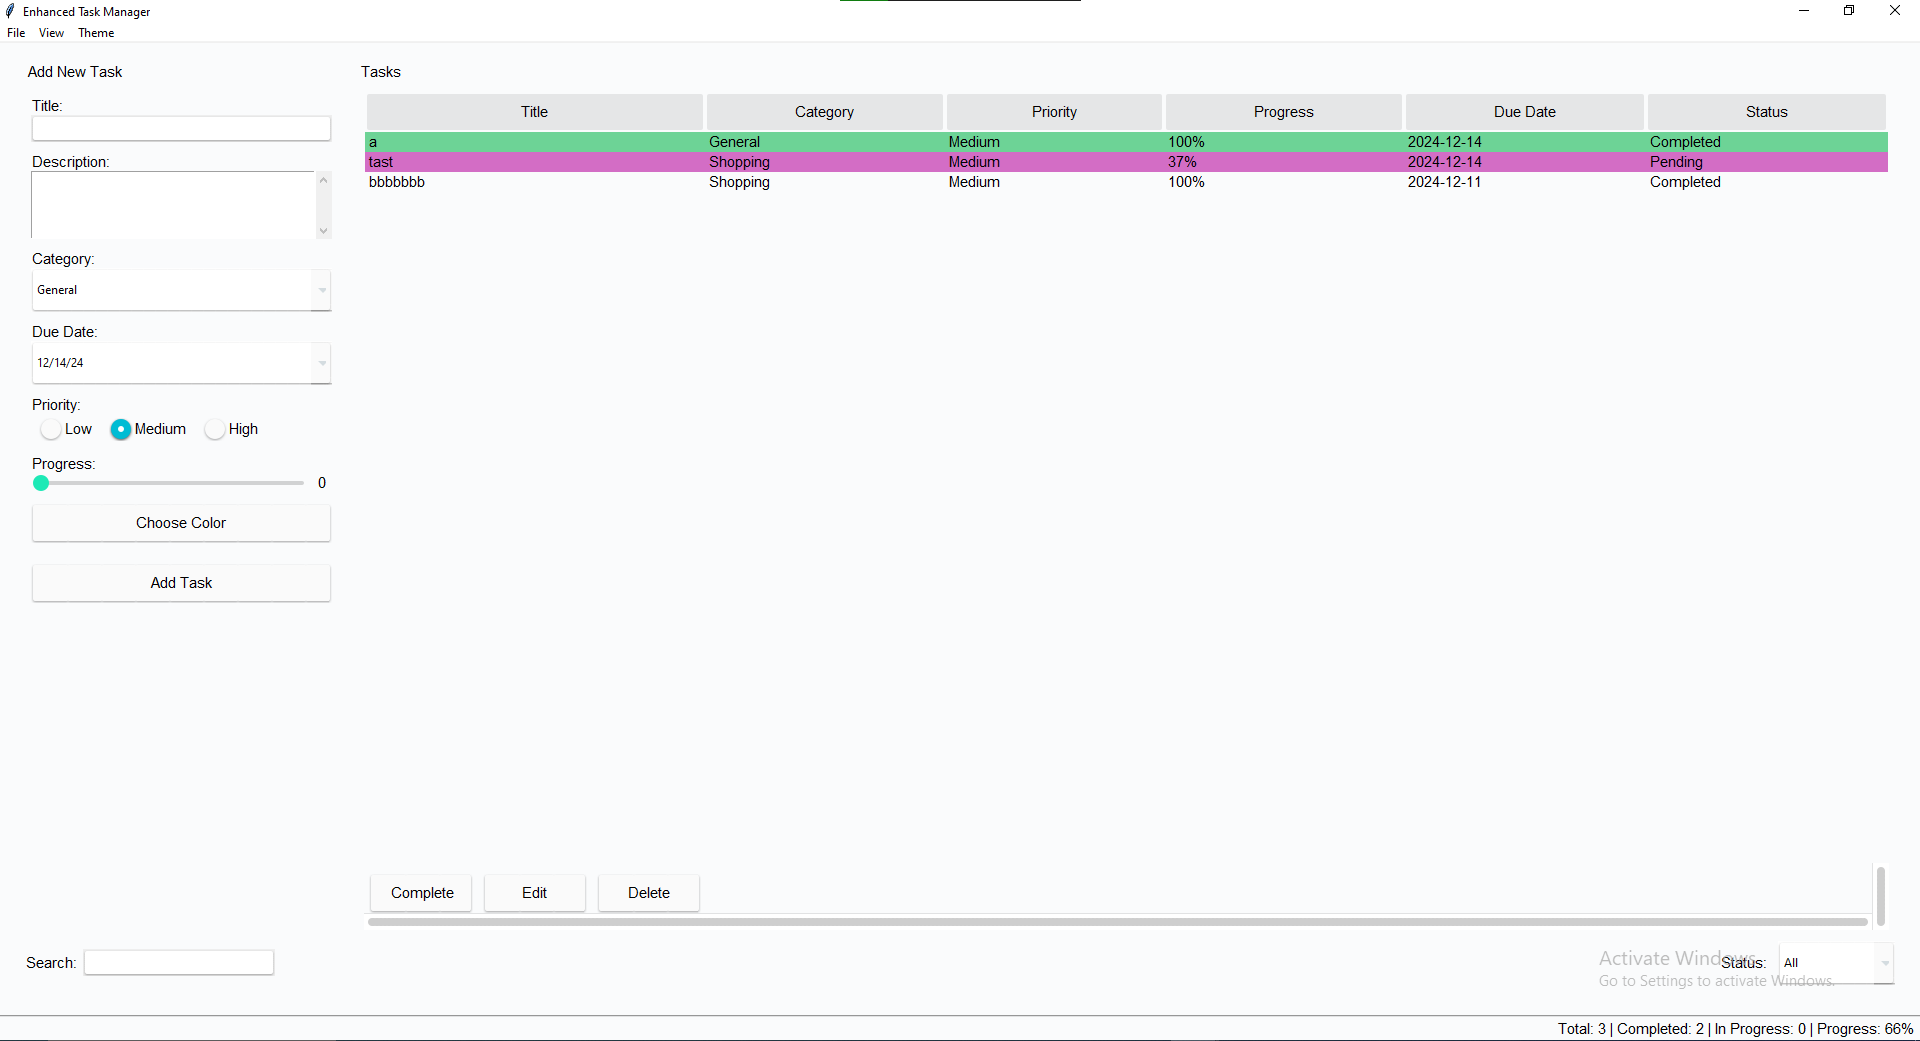 Enhanced Task Manager
File View Theme
Add New Task
Title:
Description:
Category:
General
Due Date:
12/14/24
Priority:
Low Medium High
Progress:
0
Choose Color
Add Task
Tasks
Title Category Priority Progress Due Date Status
a General Medium 100% 2024-12-14 Completed
tast Shopping Medium 37% 2024-12-14 Pending
bbbbbbb Shopping Medium 100% 2024-12-11 Completed
Complete Edit Delete
Search:
Status: All
Activate Windows
Go to Settings to activate Windows.
Total: 3 | Completed: 2 | In Progress: 0 | Progress: 66%